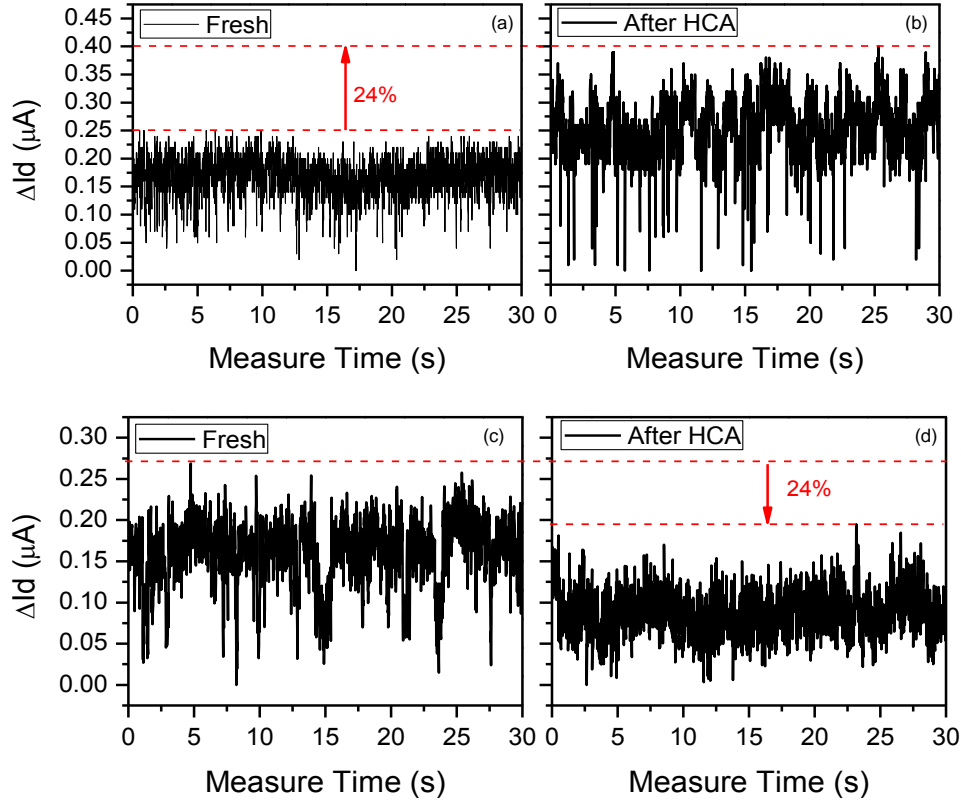 Fresh
(a)
After HCA
(b)
24%
ΔId (μA)
0.45
0.40
0.35
0.30
0.25
0.20
0.15
0.10
0.05
0.00
0 5 10 15 20 25 30
0 5 10 15 20 25 30
Measure Time (s)
Measure Time (s)
Fresh
(c)
After HCA
(d)
24%
ΔId (μA)
0.30
0.25
0.20
0.15
0.10
0.05
0.00
0 5 10 15 20 25 30
0 5 10 15 20 25 30
Measure Time (s)
Measure Time (s)